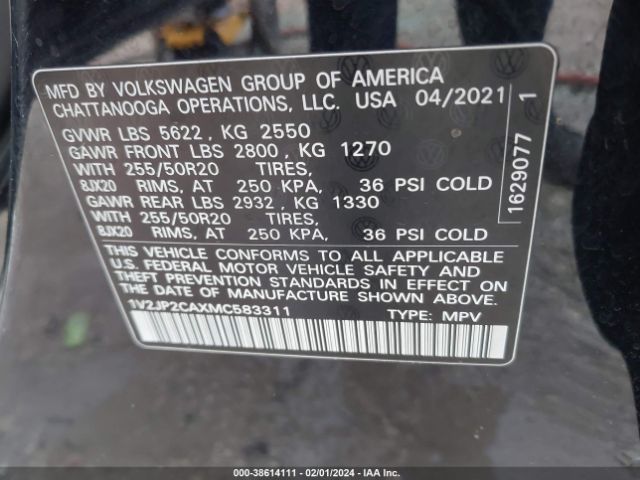 MFD BY VOLKSWAGEN GROUP OF AMERICA
CHATTANOOGA OPERATIONS, LLC. USA 04/2021
GVWR LBS 5622, KG 2550
GAWR FRONT LBS 2800, KG 1270
WITH 255/50R20 TIRES,
8JX20 RIMS, AT 250 KPA, 36 PSI COLD
GAWR REAR LBS 2932, KG 1330
WITH 255/50R20 TIRES,
8JX20 RIMS, AT 250 KPA, 36 PSI COLD
THIS VEHICLE CONFORMS TO ALL APPLICABLE
U.S. FEDERAL MOTOR VEHICLE SAFETY AND
THEFT PREVENTION STANDARDS IN EFFECT ON
THE DATE OF MANUFACTURE SHOWN ABOVE.
1V2JP2CAXMC583311 TYPE: MPV
1629077 1
000-38614111 - 02/01/2024 - IAAI.COM